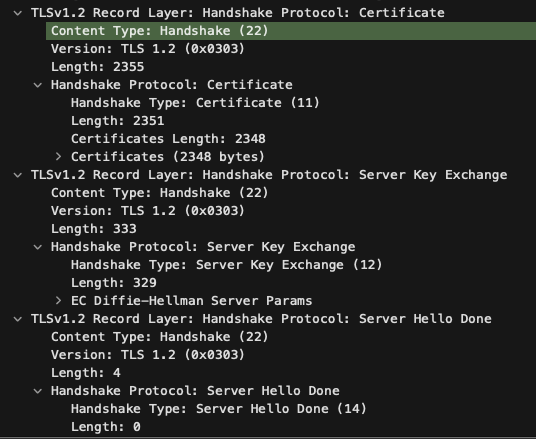 TLSv1.2 Record Layer: Handshake Protocol: Certificate
Content Type: Handshake (22)
Version: TLS 1.2 (0x0303)
Length: 2355
Handshake Protocol: Certificate
Handshake Type: Certificate (11)
Length: 2351
Certificates Length: 2348
Certificates (2348 bytes)
TLSv1.2 Record Layer: Handshake Protocol: Server Key Exchange
Content Type: Handshake (22)
Version: TLS 1.2 (0x0303)
Length: 333
Handshake Protocol: Server Key Exchange
Handshake Type: Server Key Exchange (12)
Length: 329
EC Diffie-Hellman Server Params
TLSv1.2 Record Layer: Handshake Protocol: Server Hello Done
Content Type: Handshake (22)
Version: TLS 1.2 (0x0303)
Length: 4
Handshake Protocol: Server Hello Done
Handshake Type: Server Hello Done (14)
Length: 0